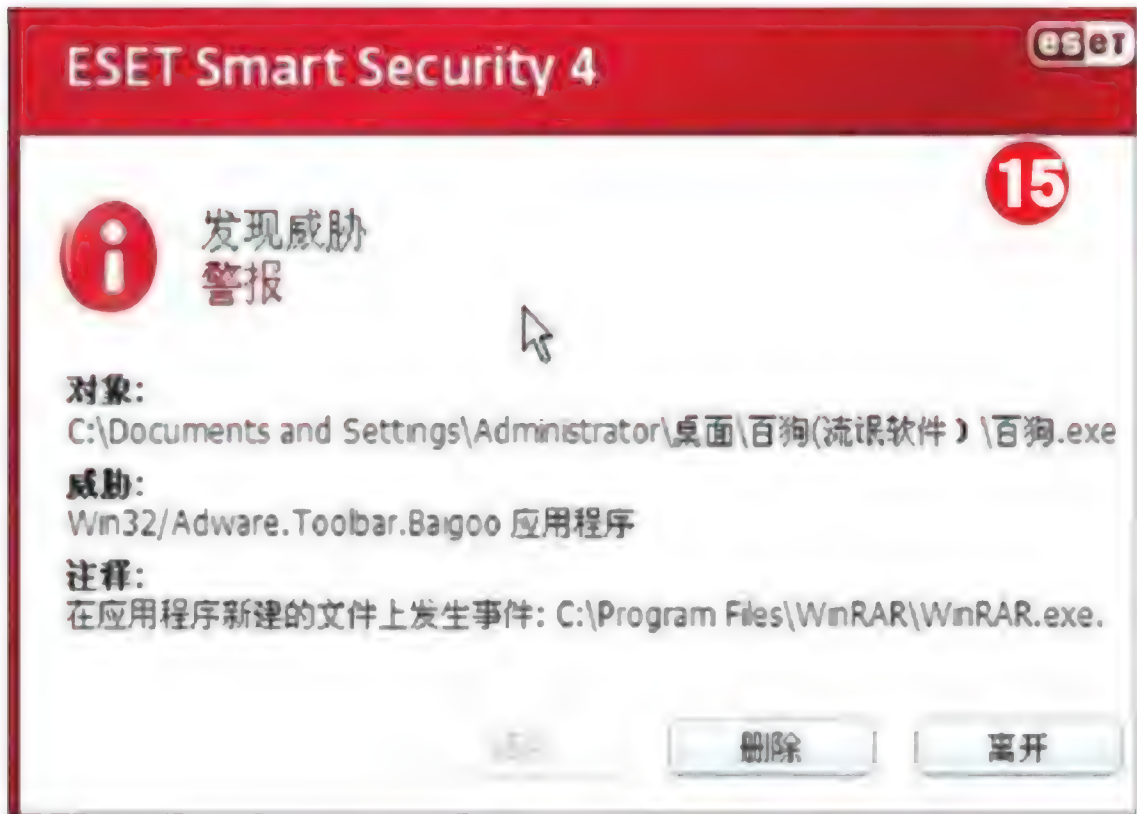 ESET Smart Security 4
eseT
15
发现威胁
警报
对象:
C:\Documents and Settings\Administrator\桌面\百狗(流氓软件)\百狗.exe
威胁:
Win32/Adware.Toolbar.Baigoo 应用程序
注释:
在应用程序新建的文件上发生事件: C:\Program Files\WinRAR\WinRAR.exe.
删除
离开